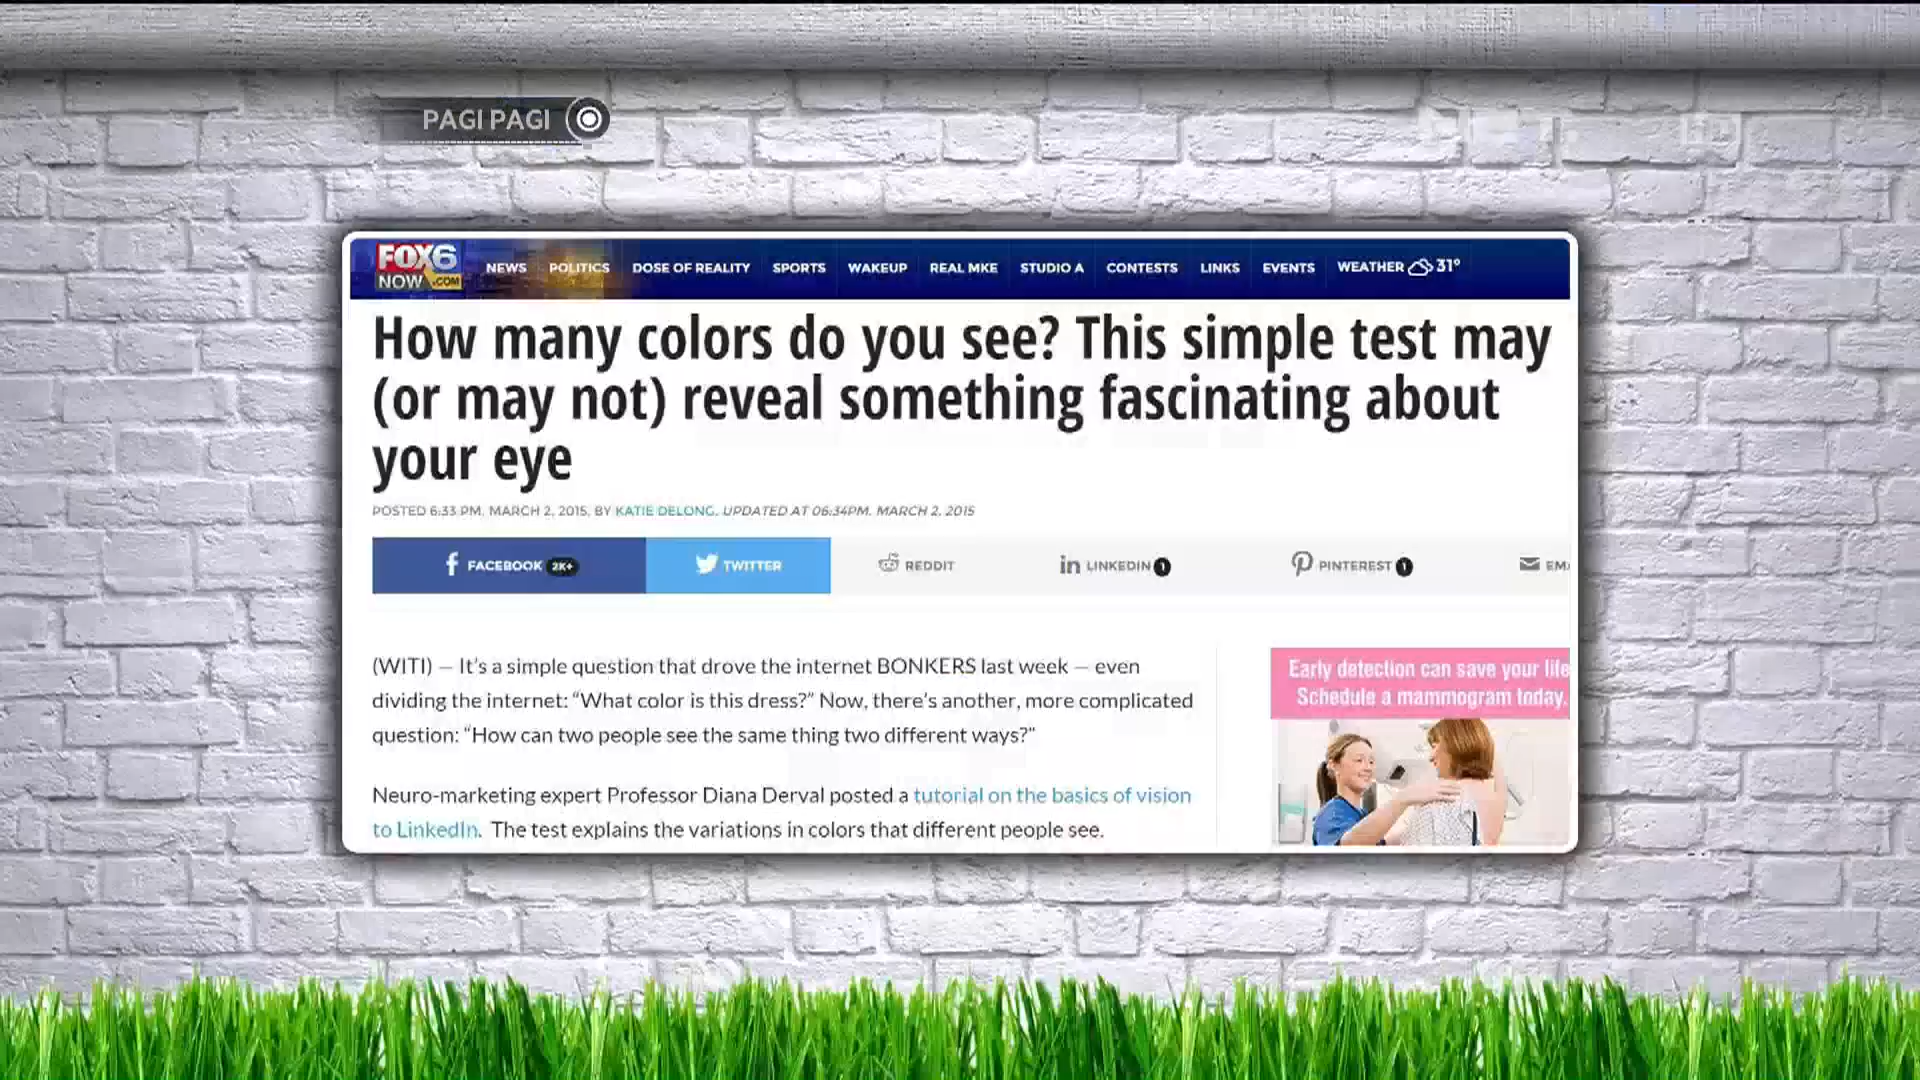 PAGI PAGI
FOX6
NOW .COM
NEWS POLITICS DOSE OF REALITY SPORTS WAKEUP REAL MKE STUDIO A CONTESTS LINKS EVENTS WEATHER 31°
How many colors do you see? This simple test may
(or may not) reveal something fascinating about
your eye
POSTED 6:33 PM, MARCH 2, 2015, BY KATIE DELONG, UPDATED AT 06:34PM, MARCH 2, 2015
FACEBOOK 2K+ TWITTER REDDIT LINKEDIN 1 PINTEREST 1 EM
(WITI) — It’s a simple question that drove the internet BONKERS last week — even
dividing the internet: “What color is this dress?” Now, there’s another, more complicated
question: “How can two people see the same thing two different ways?”
Neuro-marketing expert Professor Diana Derval posted a tutorial on the basics of vision
to LinkedIn. The test explains the variations in colors that different people see.
Early detection can save your life
Schedule a mammogram today.